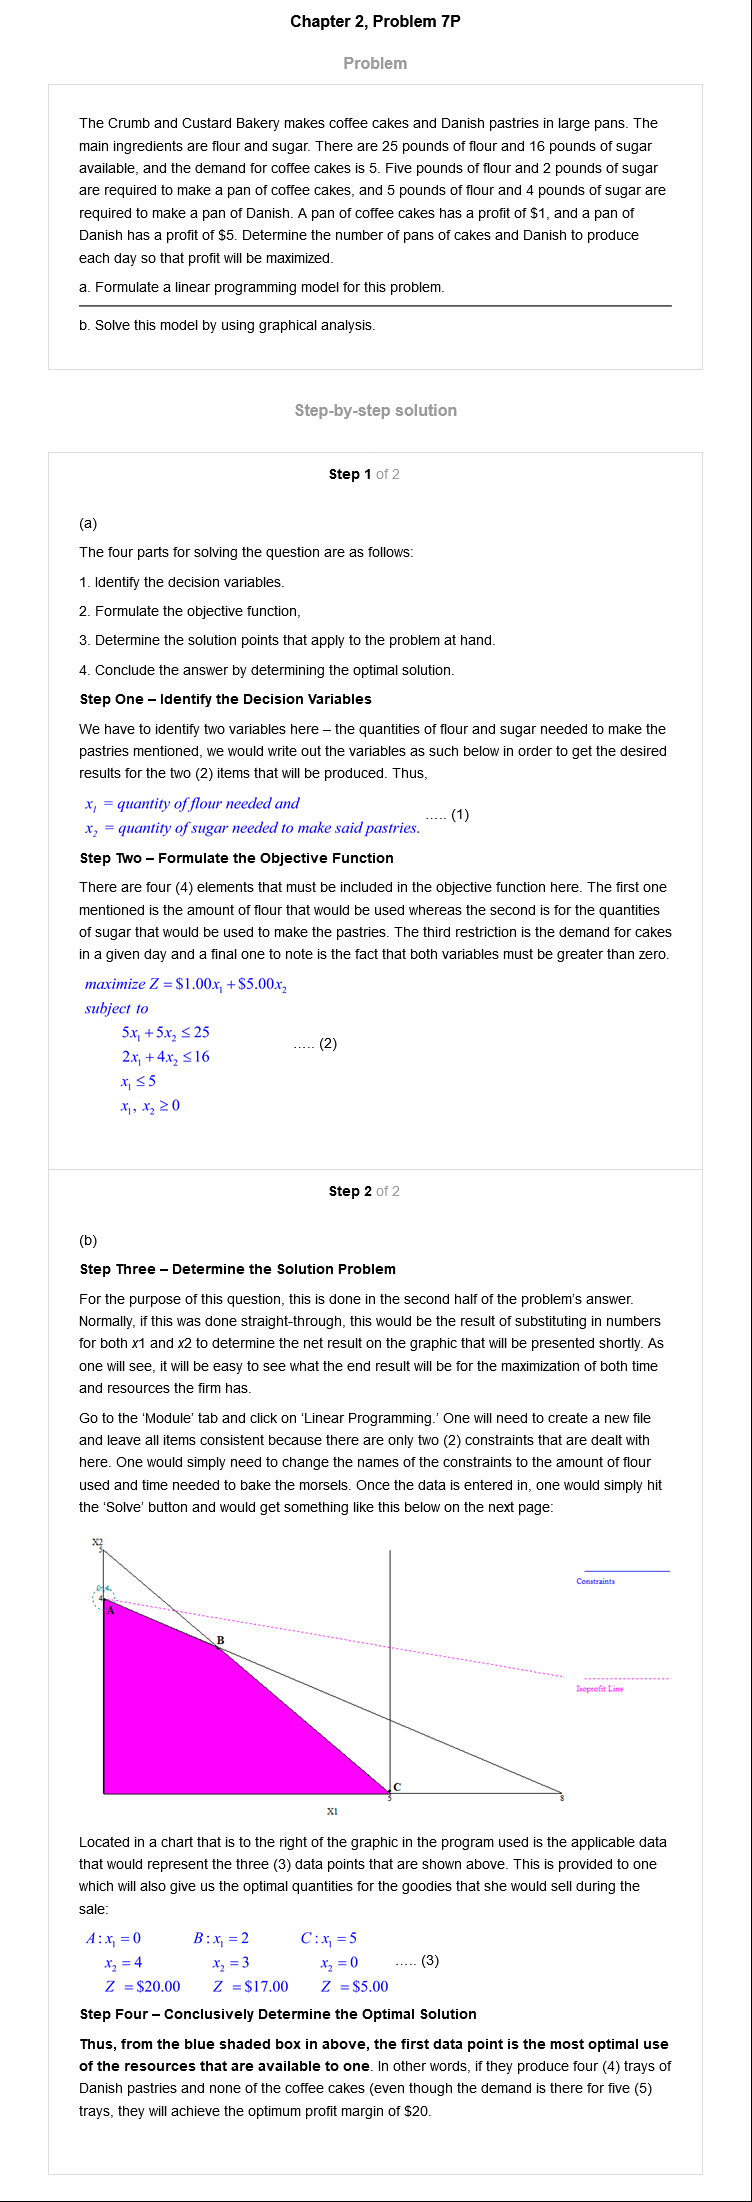 Chapter 2, Problem 7P
Problem
The Crumb and Custard Bakery makes coffee cakes and Danish pastries in large pans. The
main ingredients are flour and sugar. There are 25 pounds of flour and 16 pounds of sugar
available, and the demand for coffee cakes is 5. Five pounds of flour and 2 pounds of sugar
are required to make a pan of coffee cakes, and 5 pounds of flour and 4 pounds of sugar are
required to make a pan of Danish. A pan of coffee cakes has a profit of $1, and a pan of
Danish has a profit of $5. Determine the number of pans of cakes and Danish to produce
each day so that profit will be maximized.
a. Formulate a linear programming model for this problem.
b. Solve this model by using graphical analysis.
Step-by-step solution
Step 1 of 2
(a)
The four parts for solving the question are as follows:
1. Identify the decision variables.
2. Formulate the objective function,
3. Determine the solution points that apply to the problem at hand.
4. Conclude the answer by determining the optimal solution.
Step One – Identify the Decision Variables
We have to identify two variables here – the quantities of flour and sugar needed to make the
pastries mentioned, we would write out the variables as such below in order to get the desired
results for the two (2) items that will be produced. Thus,
x₁ = quantity of flour needed and
x₂ = quantity of sugar needed to make said pastries. ..... (1)
Step Two – Formulate the Objective Function
There are four (4) elements that must be included in the objective function here. The first one
mentioned is the amount of flour that would be used whereas the second is for the quantities
of sugar that would be used to make the pastries. The third restriction is the demand for cakes
in a given day and a final one to note is the fact that both variables must be greater than zero.
maximize Z = $1.00x₁ + $5.00x₂
subject to
5x₁ + 5x₂ ≤ 25
2x₁ + 4x₂ ≤ 16 ..... (2)
x₁ ≤ 5
x₁, x₂ ≥ 0
Step 2 of 2
(b)
Step Three – Determine the Solution Problem
For the purpose of this question, this is done in the second half of the problem's answer.
Normally, if this was done straight-through, this would be the result of substituting in numbers
for both x1 and x2 to determine the net result on the graphic that will be presented shortly. As
one will see, it will be easy to see what the end result will be for the maximization of both time
and resources the firm has.
Go to the 'Module' tab and click on 'Linear Programming.' One will need to create a new file
and leave all items consistent because there are only two (2) constraints that are dealt with
here. One would simply need to change the names of the constraints to the amount of flour
used and time needed to bake the morsels. Once the data is entered in, one would simply hit
the 'Solve' button and would get something like this below on the next page:
X2
5
Constraints
4
A
B
Isoprofit Line
C
5
8
X1
Located in a chart that is to the right of the graphic in the program used is the applicable data
that would represent the three (3) data points that are shown above. This is provided to one
which will also give us the optimal quantities for the goodies that she would sell during the
sale:
A: x₁ = 0 B: x₁ = 2 C: x₁ = 5
x₂ = 4 x₂ = 3 x₂ = 0 ..... (3)
Z = $20.00 Z = $17.00 Z = $5.00
Step Four – Conclusively Determine the Optimal Solution
Thus, from the blue shaded box in above, the first data point is the most optimal use
of the resources that are available to one. In other words, if they produce four (4) trays of
Danish pastries and none of the coffee cakes (even though the demand is there for five (5)
trays, they will achieve the optimum profit margin of $20.